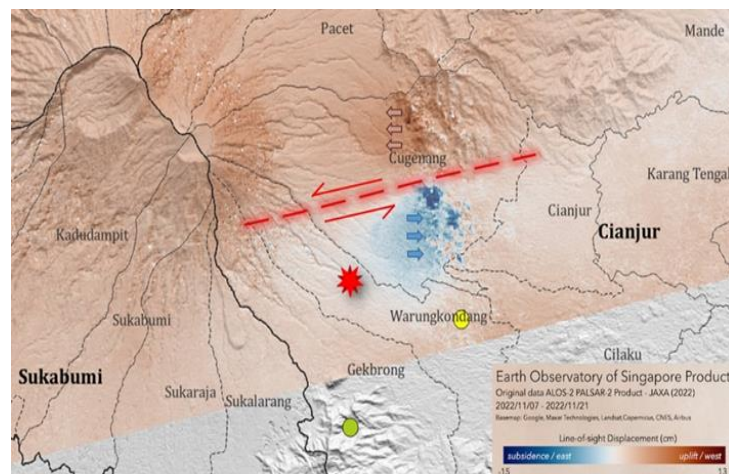 Pacet
Mande
Cugenang
Karang Tengah
Cianjur
Cianjur
Kadudampit
Sukabumi
Warungkondang
Cilaku
Sukabumi
Gekbrong
Sukaraja
Sukalarang
Earth Observatory of Singapore Product
Original data ALOS-2 PALSAR-2 Product - JAXA (2022)
2022/11/07 - 2022/11/21
Basemap: Google, Maxar Technologies, Landsat/Copernicus, CNES, Airbus
Line-of-sight Displacement (cm)
subsidence / east
uplift / west
-15
13